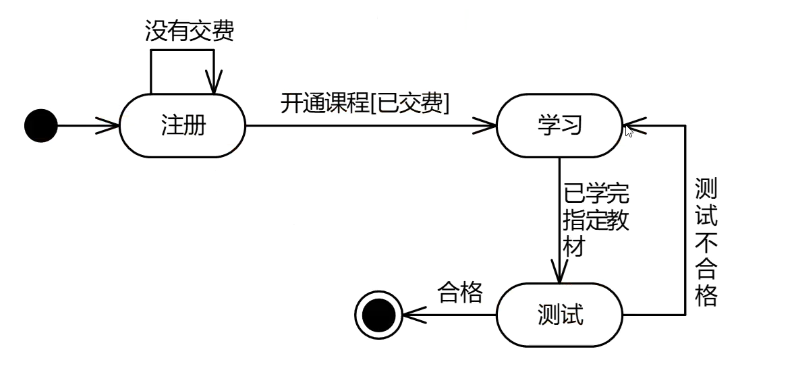 没有交费
开通课程[已交费]
注册
学习
已学完
指定教
材
测
试
不
合
格
合格
测试